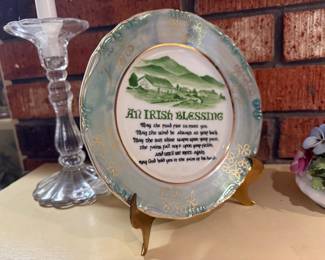 AN IRISH BLESSING
May the road rise to meet you,
May the wind be always at your back,
May the sun shine warm upon your face,
the rains fall soft upon your fields,
and until we meet again
may God hold you in the palm of his hand.